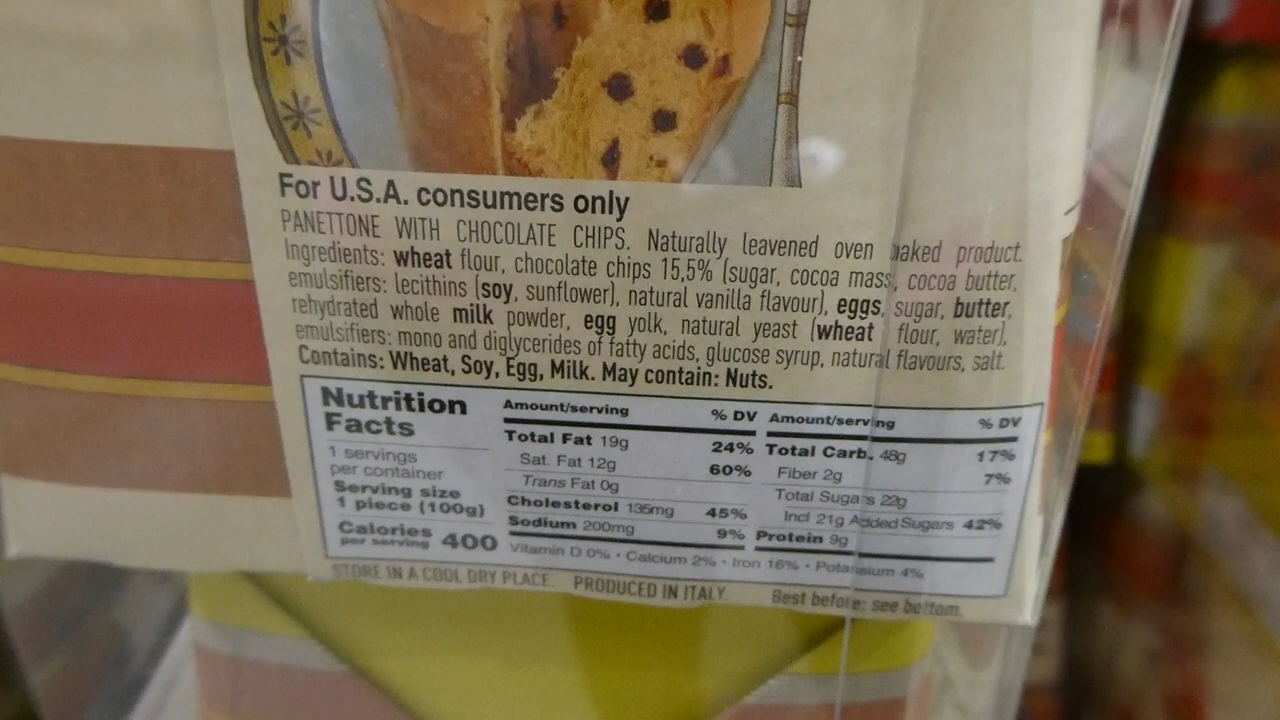 For U.S.A. consumers only
PANETTONE WITH CHOCOLATE CHIPS. Naturally leavened oven baked product.
Ingredients: wheat flour, chocolate chips 15,5% (sugar, cocoa mass, cocoa butter,
emulsifiers: lecithins (soy, sunflower), natural vanilla flavour), eggs, sugar, butter,
rehydrated whole milk powder, egg yolk, natural yeast (wheat flour, water),
emulsifiers: mono and diglycerides of fatty acids, glucose syrup, natural flavours, salt.
Contains: Wheat, Soy, Egg, Milk. May contain: Nuts.
Nutrition
Facts
1 servings
per container
Serving size
1 piece (100g)
Calories
per serving 400
Amount/serving % DV
Total Fat 19g 24%
Sat. Fat 12g 60%
Trans Fat 0g
Cholesterol 135mg 45%
Sodium 200mg 9%
Amount/serving % DV
Total Carb. 48g 17%
Fiber 2g 7%
Total Sugars 22g
Incl 21g Added Sugars 42%
Protein 9g
Vitamin D 0% • Calcium 2% • Iron 16% • Potassium 4%
STORE IN A COOL DRY PLACE. PRODUCED IN ITALY. Best before: see bottom.